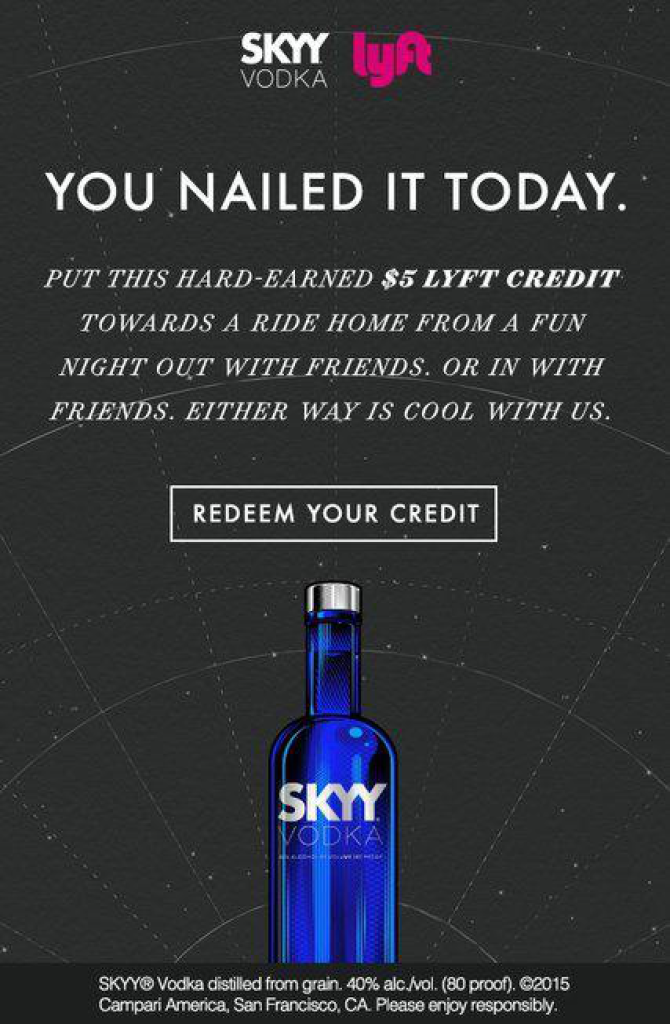 SKYY lyft
VODKA
YOU NAILED IT TODAY.
PUT THIS HARD-EARNED $5 LYFT CREDIT
TOWARDS A RIDE HOME FROM A FUN
NIGHT OUT WITH FRIENDS. OR IN WITH
FRIENDS. EITHER WAY IS COOL WITH US.
REDEEM YOUR CREDIT
SKYY
VODKA
SKYY® Vodka distilled from grain. 40% alc./vol. (80 proof). ©2015
Campari America, San Francisco, CA. Please enjoy responsibly.